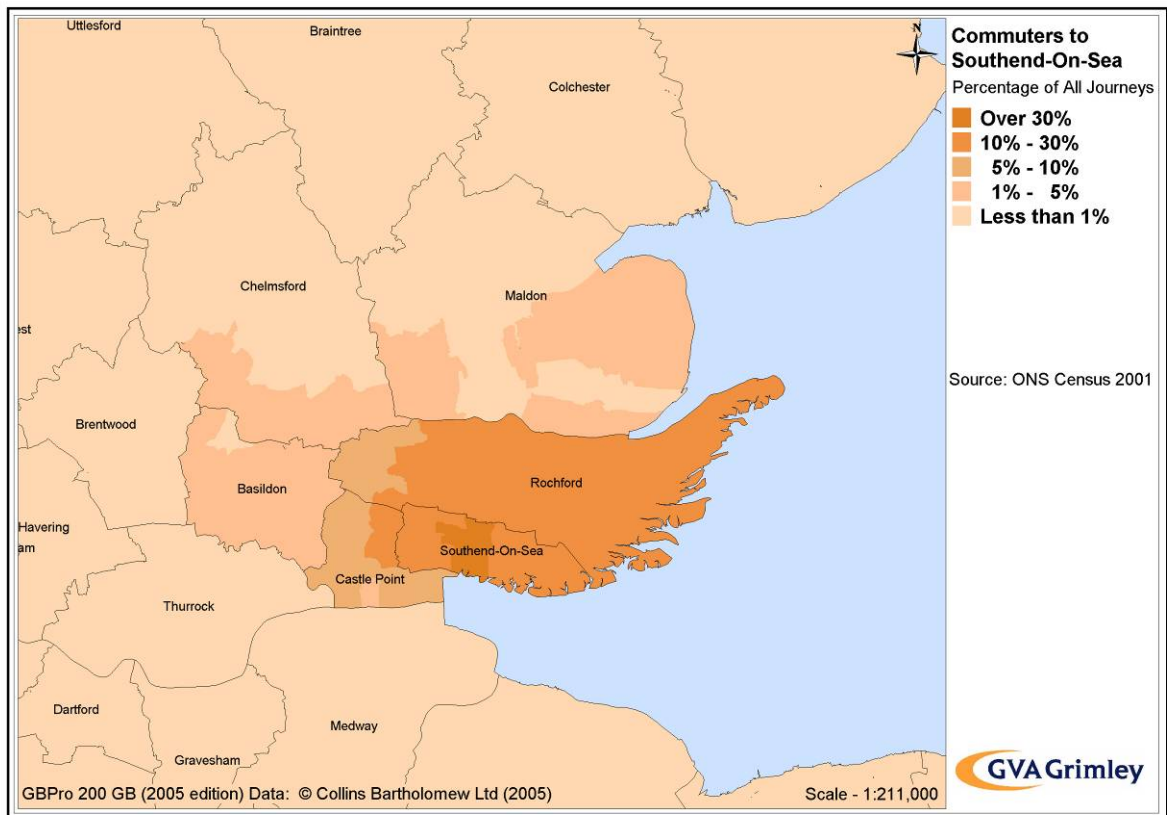 Uttlesford
Braintree
Colchester
Chelmsford
Maldon
est
Brentwood
Basildon
Rochford
Havering
am
Southend-On-Sea
Castle Point
Thurrock
Dartford
Medway
Gravesham
GBPro 200 GB (2005 edition) Data: © Collins Bartholomew Ltd (2005)
Scale - 1:211,000
N
Commuters to
Southend-On-Sea
Percentage of All Journeys
Over 30%
10% - 30%
5% - 10%
1% - 5%
Less than 1%
Source: ONS Census 2001
GVA Grimley